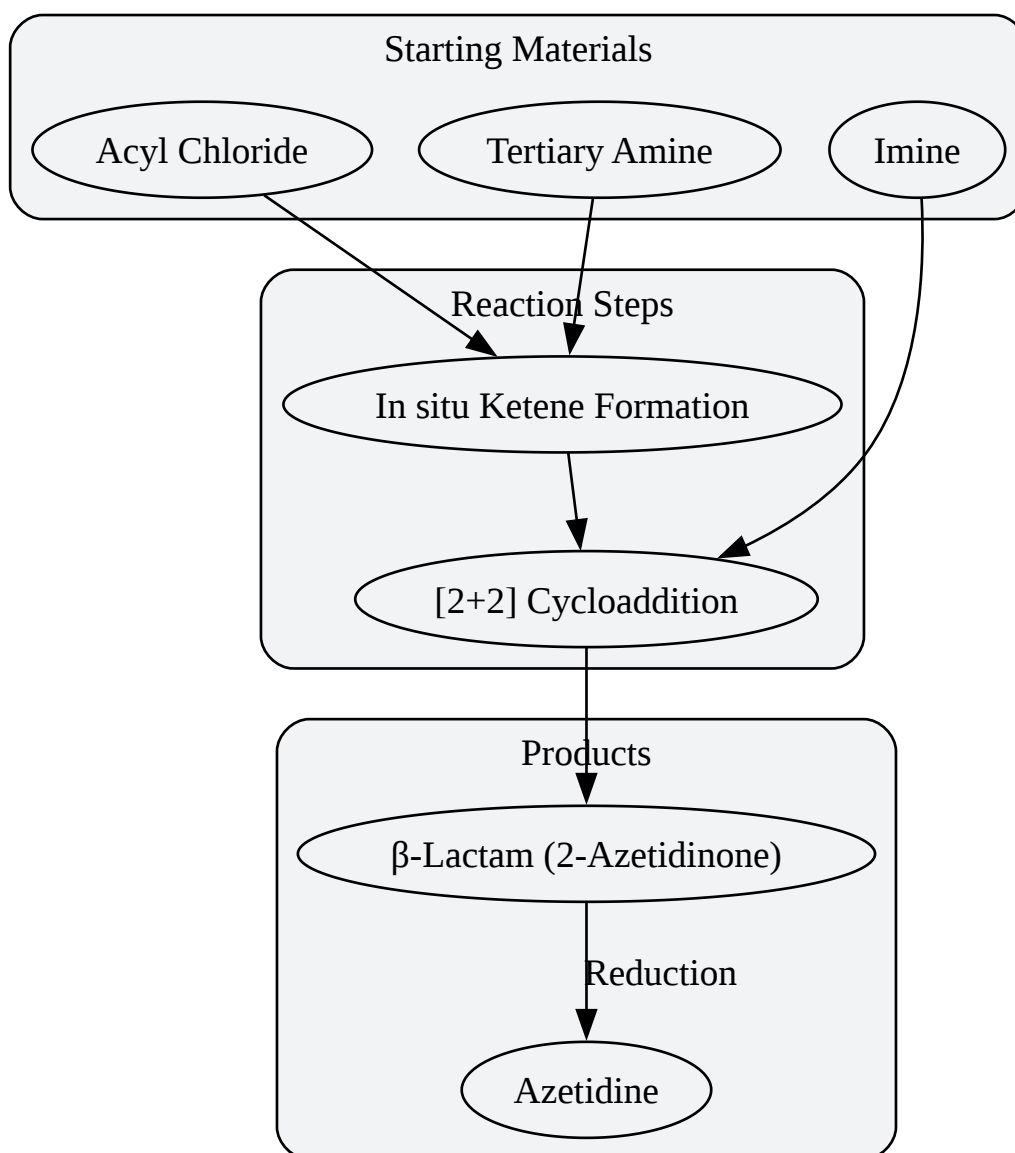 Starting Materials
Acyl Chloride
Tertiary Amine
Imine
Reaction Steps
In situ Ketene Formation
[2+2] Cycloaddition
Products
β-Lactam (2-Azetidinone)
Reduction
Azetidine